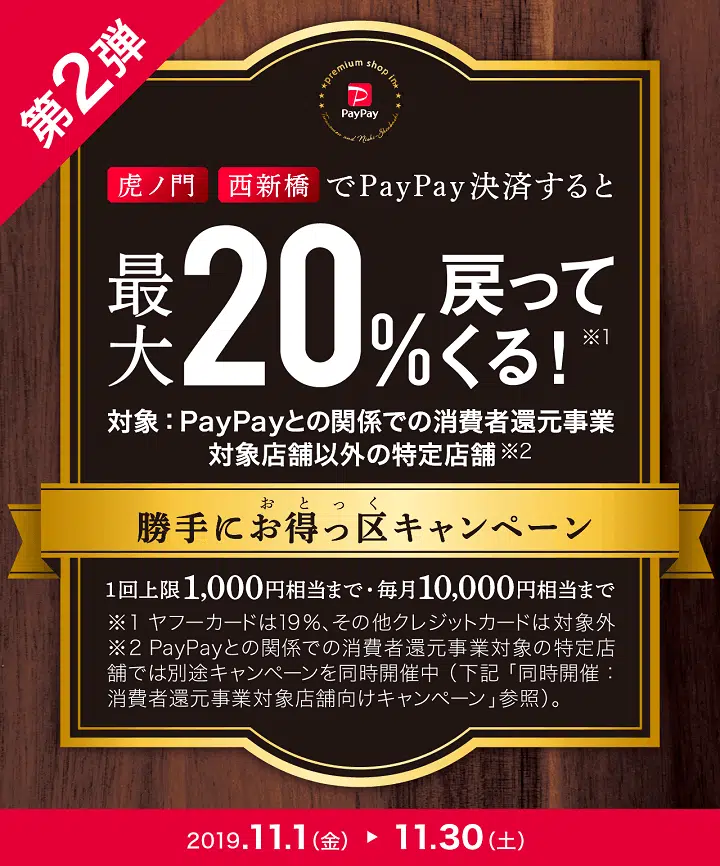 第2弾
premium shop in
PayPay
Toranomon and Nishi-Shinbashi
虎ノ門 西新橋 でPayPay決済すると
最大20%戻ってくる!※1
対象：PayPayとの関係での消費者還元事業
対象店舗以外の特定店舗※2
おとっく
勝手にお得っ区キャンペーン
1回上限1,000円相当まで・毎月10,000円相当まで
※1 ヤフーカードは19%、その他クレジットカードは対象外
※2 PayPayとの関係での消費者還元事業対象の特定店
舗では別途キャンペーンを同時開催中（下記「同時開催：
消費者還元事業対象店舗向けキャンペーン」参照）。
2019.11.1(金) ▶ 11.30(土)